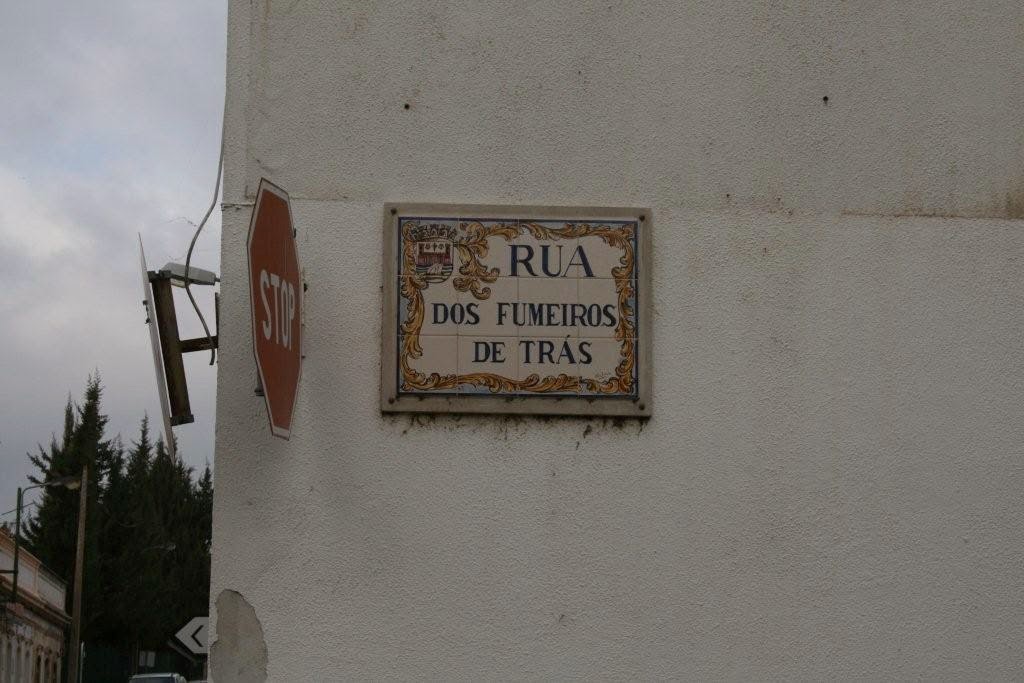 STOP
RUA
DOS FUMEIROS
DE TRÁS